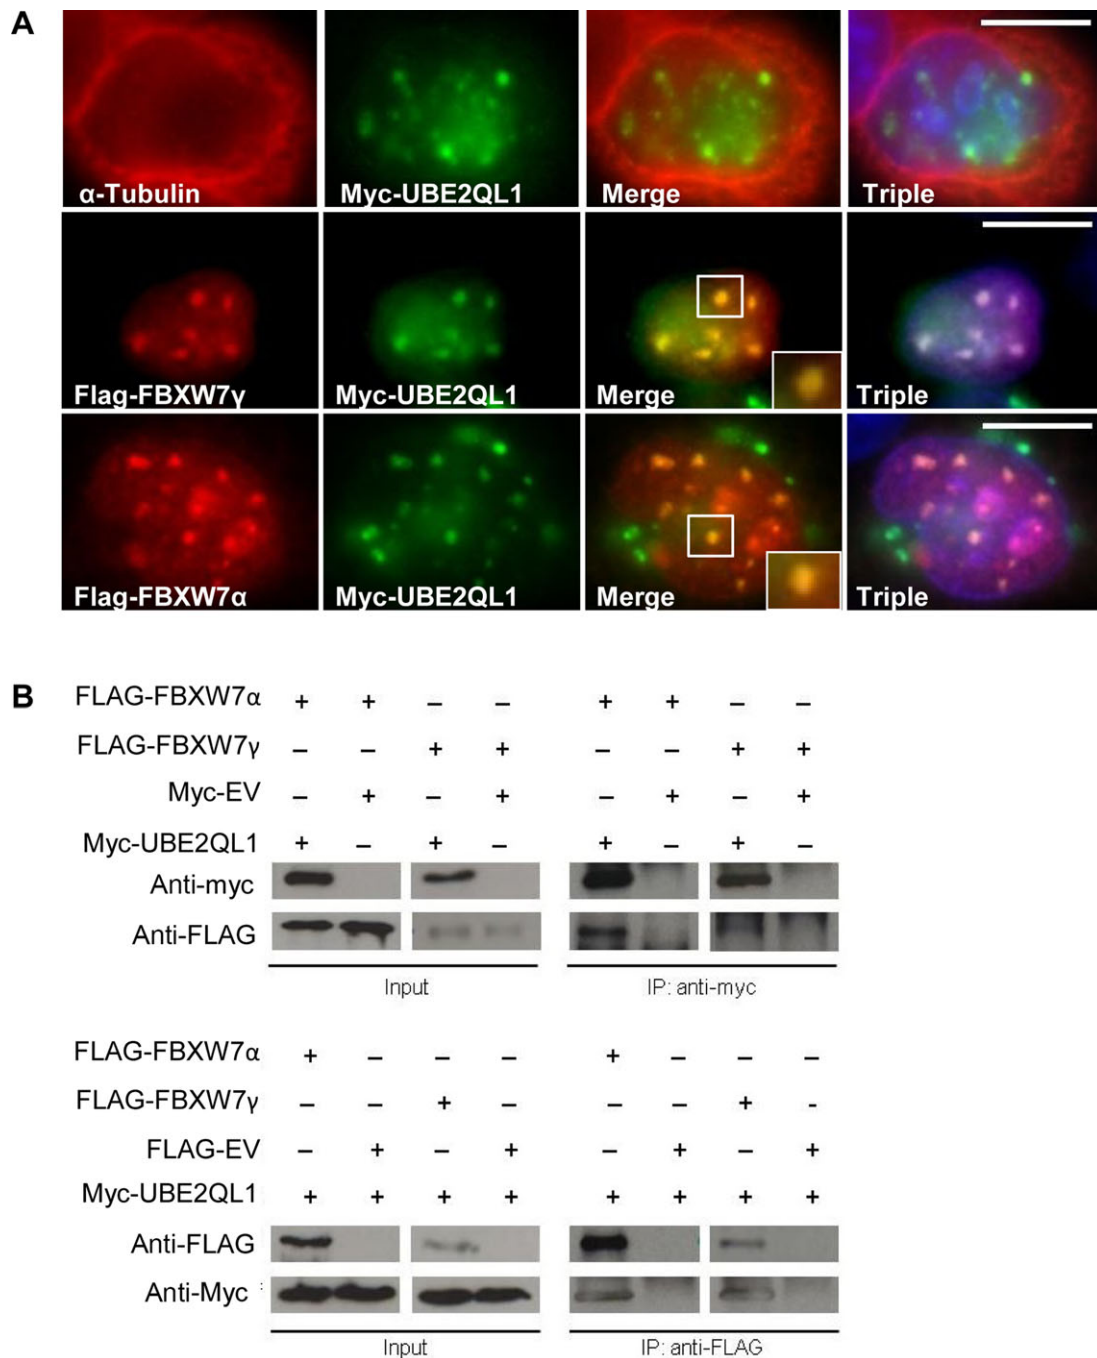 A
α-Tubulin Myc-UBE2QL1 Merge Triple
Flag-FBXW7γ Myc-UBE2QL1 Merge Triple
Flag-FBXW7α Myc-UBE2QL1 Merge Triple
B
FLAG-FBXW7α + + – – + + – –
FLAG-FBXW7γ – – + + – – + +
Myc-EV – + – + – + – +
Myc-UBE2QL1 + – + – + – + –
Anti-myc
Anti-FLAG
Input IP: anti-myc
FLAG-FBXW7α + – – – + – – –
FLAG-FBXW7γ – – + – – – + -
FLAG-EV – + – + – + – +
Myc-UBE2QL1 + + + + + + + +
Anti-FLAG
Anti-Myc :
Input IP: anti-FLAG